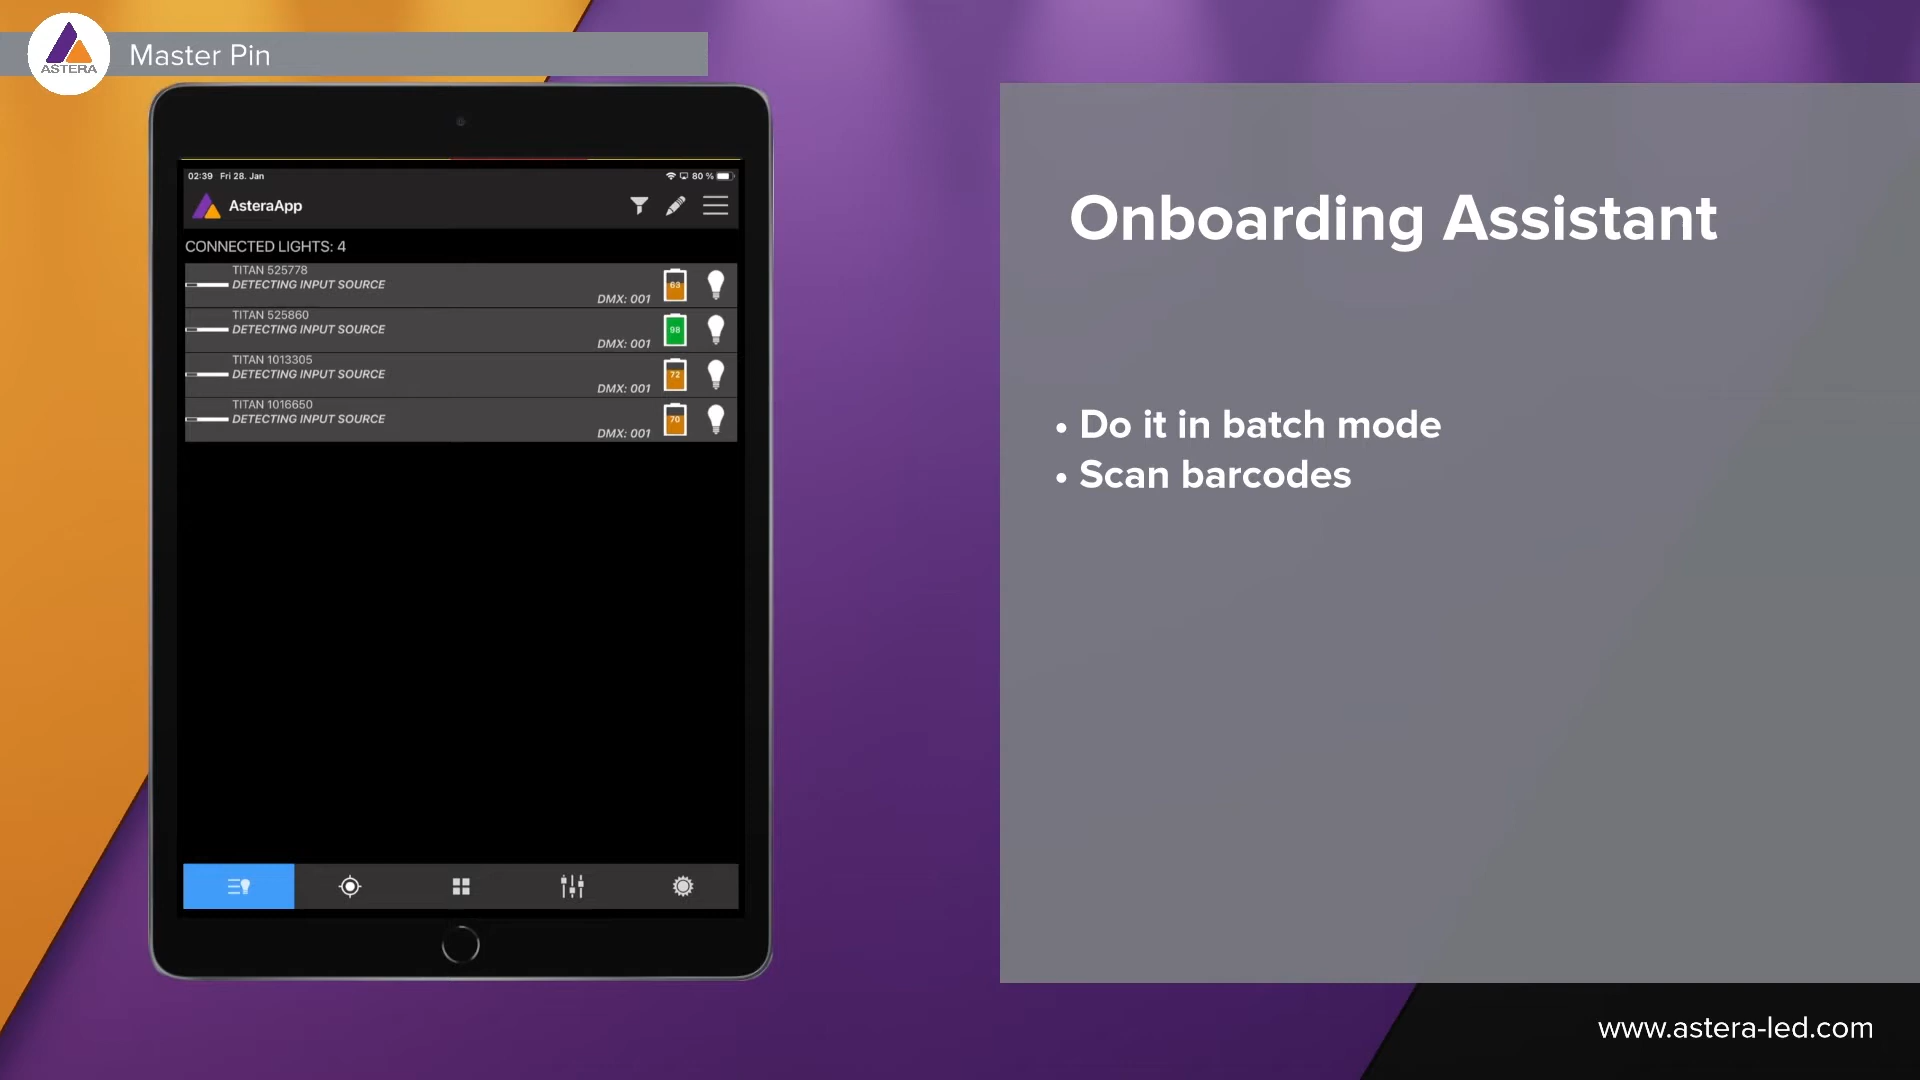 ASTERA
Master Pin
02:39 Fri 28. Jan
80 %
AsteraApp
CONNECTED LIGHTS: 4
TITAN 525778
DETECTING INPUT SOURCE
DMX: 001
63
TITAN 525860
DETECTING INPUT SOURCE
DMX: 001
98
TITAN 1013305
DETECTING INPUT SOURCE
DMX: 001
72
TITAN 1016650
DETECTING INPUT SOURCE
DMX: 001
70
Onboarding Assistant
• Do it in batch mode
• Scan barcodes
www.astera-led.com